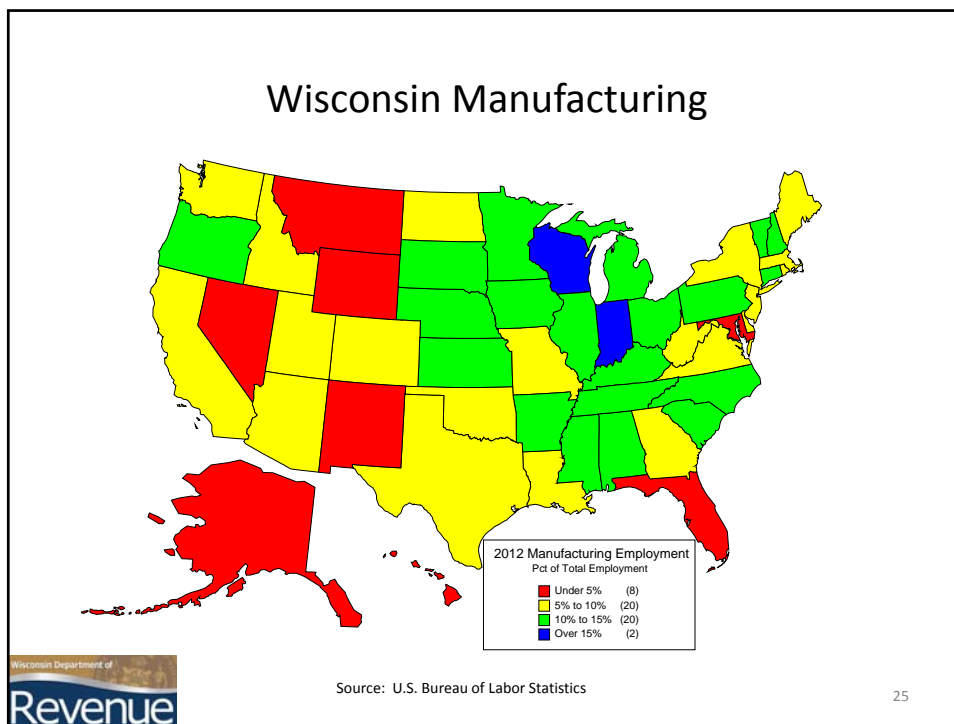 Wisconsin Manufacturing
2012 Manufacturing Employment
Pct of Total Employment
Under 5% (8)
5% to 10% (20)
10% to 15% (20)
Over 15% (2)
Wisconsin Department of
Revenue
Source: U.S. Bureau of Labor Statistics
25